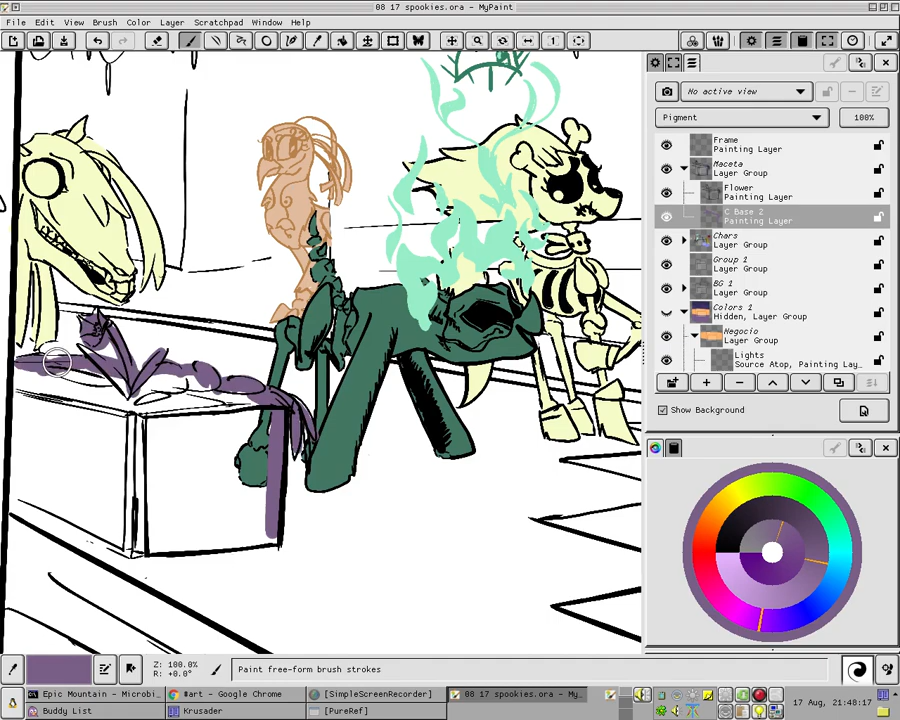 08 17 spookies.ora - MyPaint
File Edit View Brush Color Layer Scratchpad Window Help
No active view
Pigment 100%
Frame
Painting Layer
Maceta
Layer Group
Flower
Painting Layer
C Base 2
Painting Layer
Chars
Layer Group
Group 1
Layer Group
BG 1
Layer Group
Colors 1
Hidden, Layer Group
Negocio
Layer Group
Lights
Source Atop, Painting Lay…
Show Background
Z: 100.0%
R: +0.0°
Paint free-form brush strokes
Epic Mountain - Microbi…
#art - Google Chrome
[SimpleScreenRecorder]
08 17 spookies.ora - My…
17 Aug, 21:48:17
Buddy List
Krusader
[PureRef]